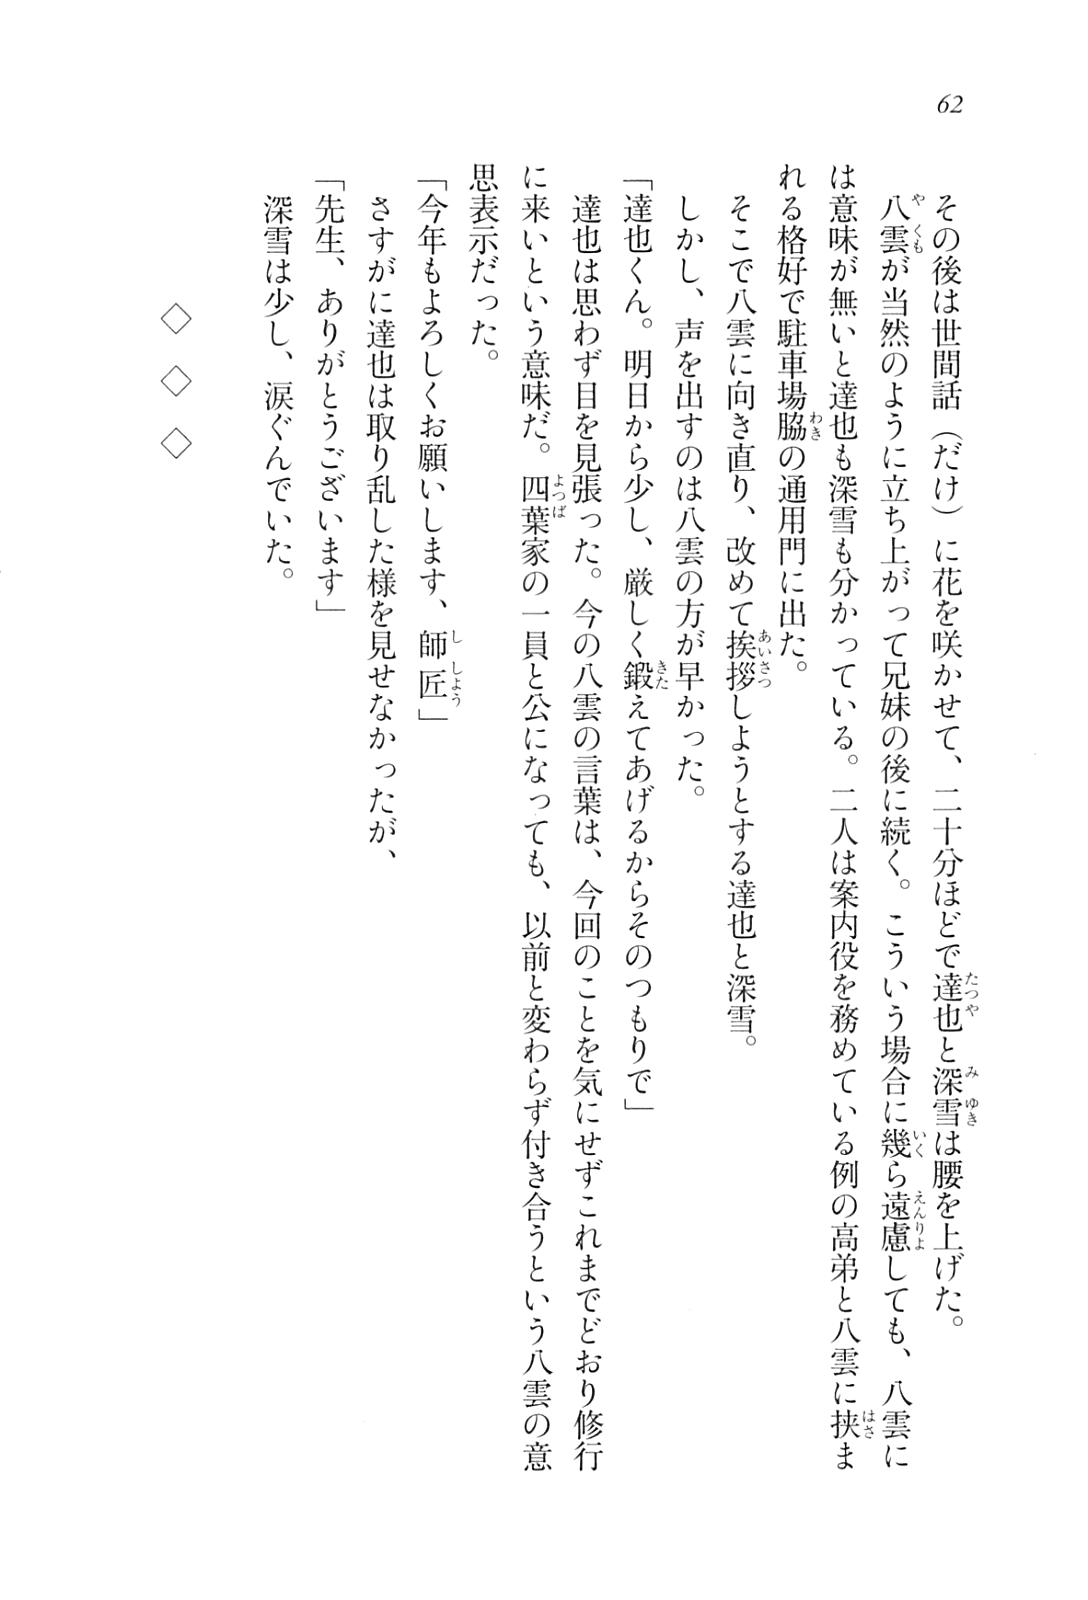 62
その後は世間話（だけ）に花を咲かせて、二十分ほどで達也と深雪は腰を上げた。
八雲が当然のように立ち上がって兄妹の後に続く。こういう場合に幾ら遠慮しても、八雲に
は意味が無いと達也も深雪も分かっている。二人は案内役を務めている例の高弟と八雲に挟ま
れる格好で駐車場脇の通用門に出た。
そこで八雲に向き直り、改めて挨拶しようとする達也と深雪。
しかし、声を出すのは八雲の方が早かった。
「達也くん。明日から少し、厳しく鍛えてあげるからそのつもりで」
達也は思わず目を見張った。今の八雲の言葉は、今回のことを気にせずこれまでどおり修行
に来いという意味だ。四葉家の一員と公になっても、以前と変わらず付き合うという八雲の意
思表示だった。
「今年もよろしくお願いします、師匠」
さすがに達也は取り乱した様を見せなかったが、
「先生、ありがとうございます」
深雪は少し、涙ぐんでいた。
◇ ◇ ◇